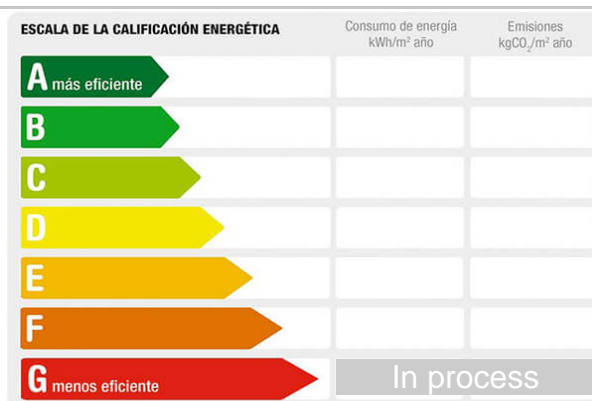 ESCALA DE LA CALIFICACIÓN ENERGÉTICA
Consumo de energía
kWh/m² año
Emisiones
kgCO₂/m² año
A más eficiente
B
C
D
E
F
G menos eficiente
In process